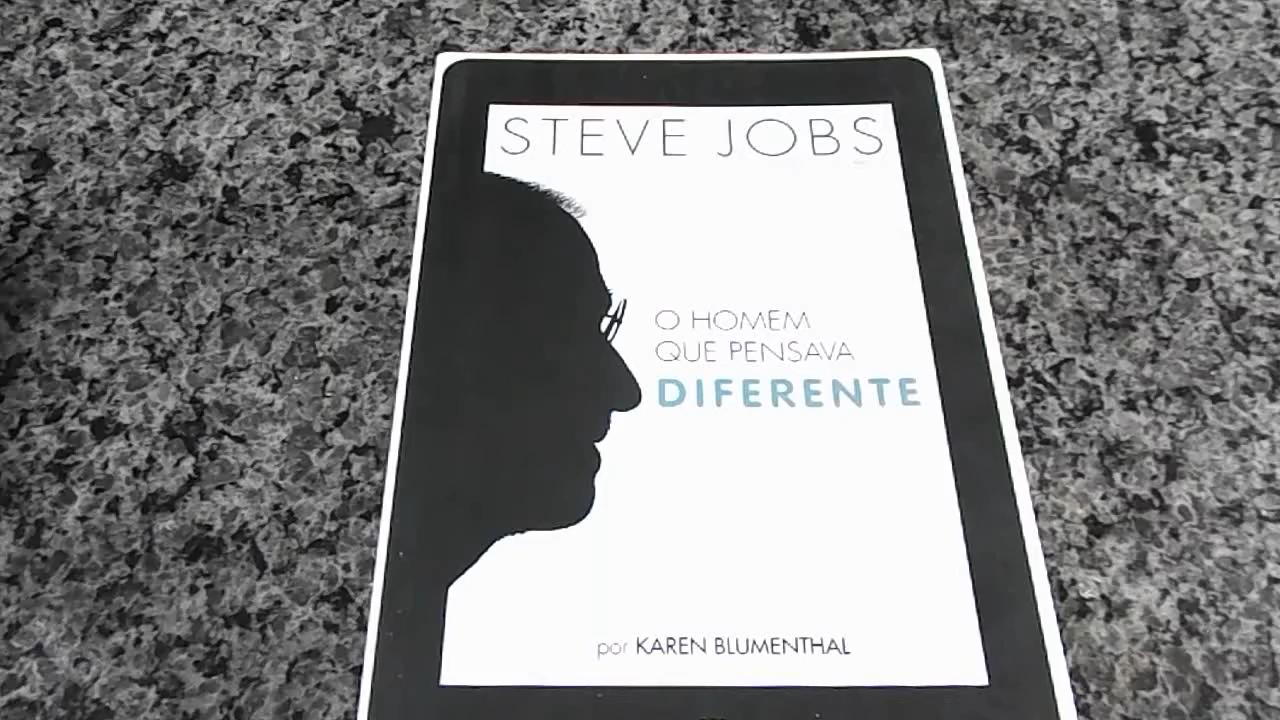 STEVE JOBS
O HOMEM
QUE PENSAVA
DIFERENTE
por KAREN BLUMENTHAL